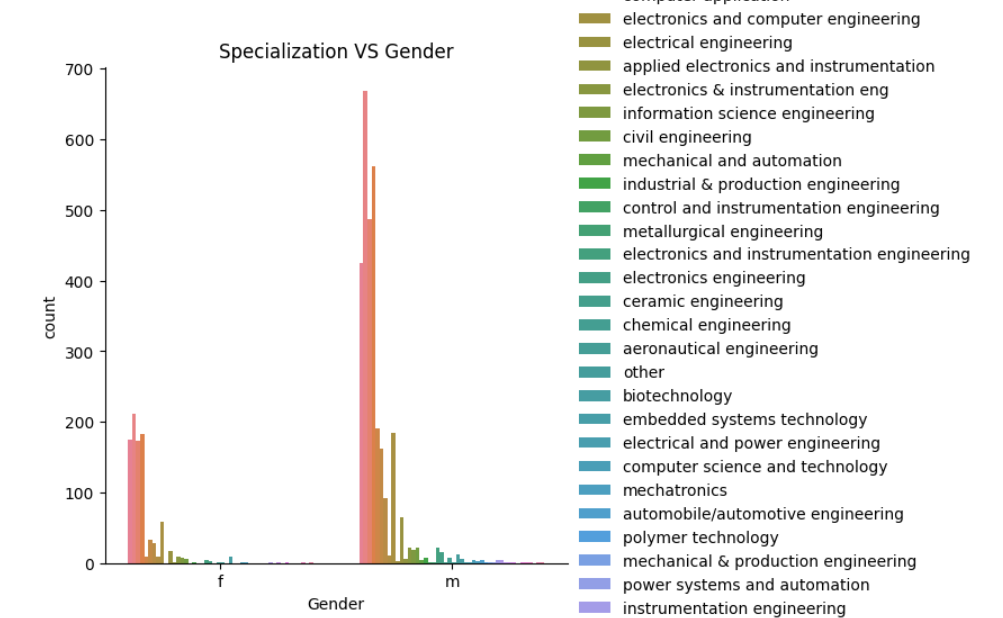 computer application
electronics and computer engineering
electrical engineering
applied electronics and instrumentation
electronics & instrumentation eng
information science engineering
civil engineering
mechanical and automation
industrial & production engineering
control and instrumentation engineering
metallurgical engineering
electronics and instrumentation engineering
electronics engineering
ceramic engineering
chemical engineering
aeronautical engineering
other
biotechnology
embedded systems technology
electrical and power engineering
computer science and technology
mechatronics
automobile/automotive engineering
polymer technology
mechanical & production engineering
power systems and automation
instrumentation engineering
Specialization VS Gender
700
600
500
400
300
200
100
0
count
f
m
Gender